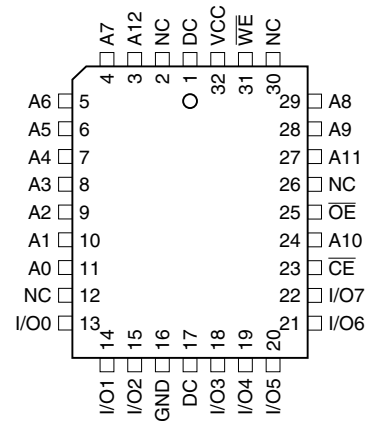 A7 A12 NC DC VCC W̅E̅ NC
4 3 2 1 32 31 30
A6 5 29 A8
A5 6 28 A9
A4 7 27 A11
A3 8 26 NC
A2 9 25 O̅E̅
A1 10 24 A10
A0 11 23 C̅E̅
NC 12 22 I/O7
I/O0 13 21 I/O6
14 15 16 17 18 19 20
I/O1 I/O2 GND DC I/O3 I/O4 I/O5